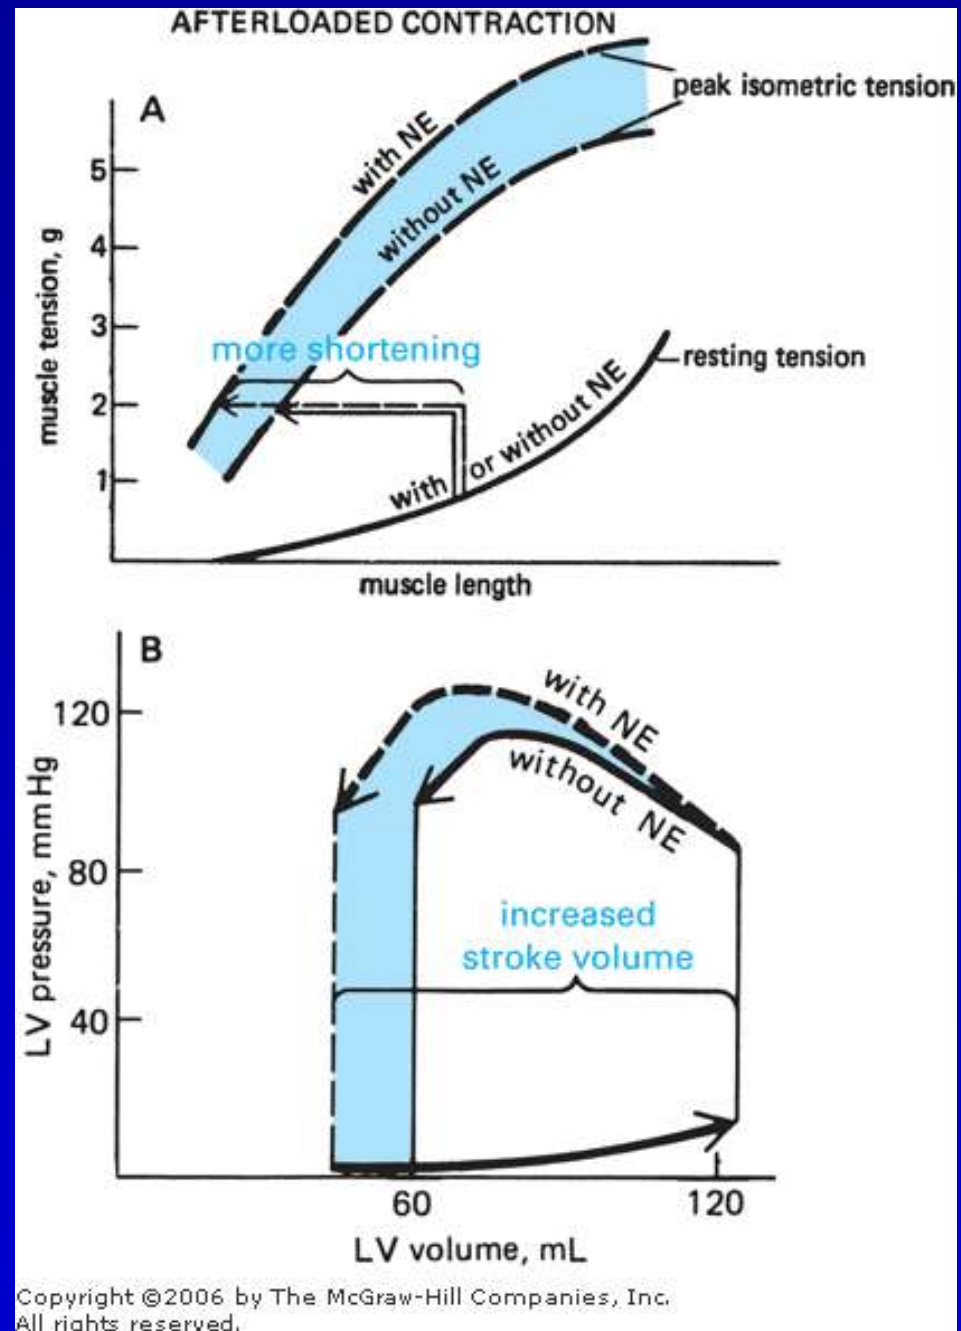 AFTERLOADED CONTRACTION
A
peak isometric tension
with NE
without NE
5
4
3
2
1
muscle tension, g
more shortening
resting tension
with or without NE
muscle length
B
with NE
without NE
120
80
40
LV pressure, mm Hg
increased
stroke volume
60
120
LV volume, mL
Copyright ©2006 by The McGraw-Hill Companies, Inc.
All rights reserved.